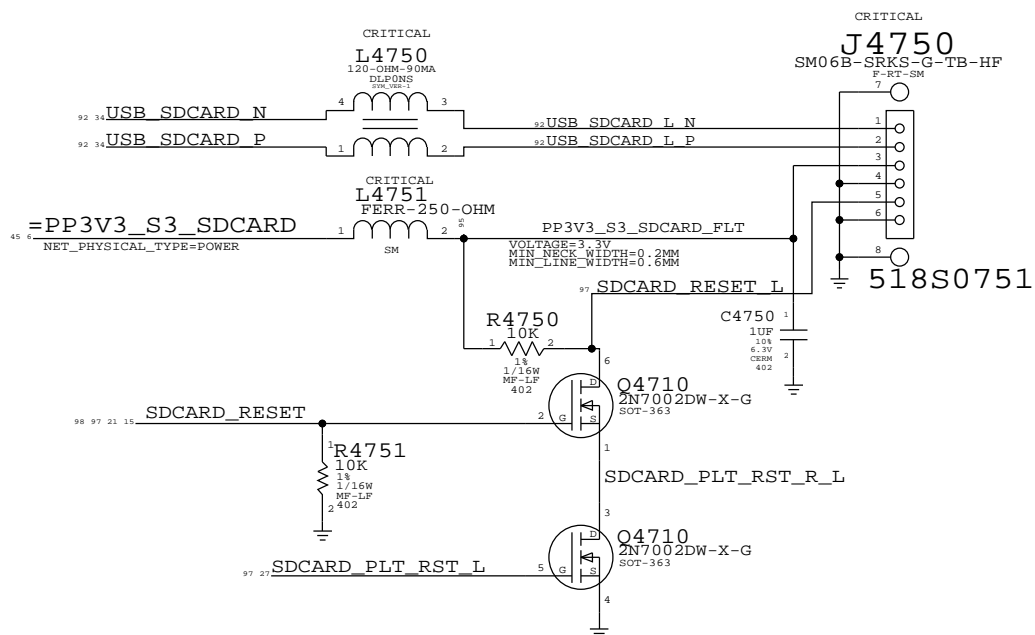 CRITICAL
J4750
SM06B-SRKS-G-TB-HF
F-RT-SM
CRITICAL
L4750
120-OHM-90MA
DLP0NS
SYM_VER-1
7
4 3
92 34 USB_SDCARD_N
92 USB_SDCARD_L_N
1
92 34 USB_SDCARD_P
1 2
92 USB_SDCARD_L_P
2
3
4
5
6
CRITICAL
L4751
FERR-250-OHM
45 6 =PP3V3_S3_SDCARD
NET_PHYSICAL_TYPE=POWER
1 2
SM
95
PP3V3_S3_SDCARD_FLT
VOLTAGE=3.3V
MIN_NECK_WIDTH=0.2MM
MIN_LINE_WIDTH=0.6MM
8
518S0751
97 SDCARD_RESET_L
R4750
10K
1 2
1%
1/16W
MF-LF
402
C4750
1UF
10%
6.3V
CERM
402
1
2
6
D
Q4710
2N7002DW-X-G
SOT-363
98 97 21 15 SDCARD_RESET
2 G S
1
1 R4751
10K
1%
1/16W
MF-LF
2 402
SDCARD_PLT_RST_R_L
3
D
Q4710
2N7002DW-X-G
SOT-363
97 27 SDCARD_PLT_RST_L
5 G S
4